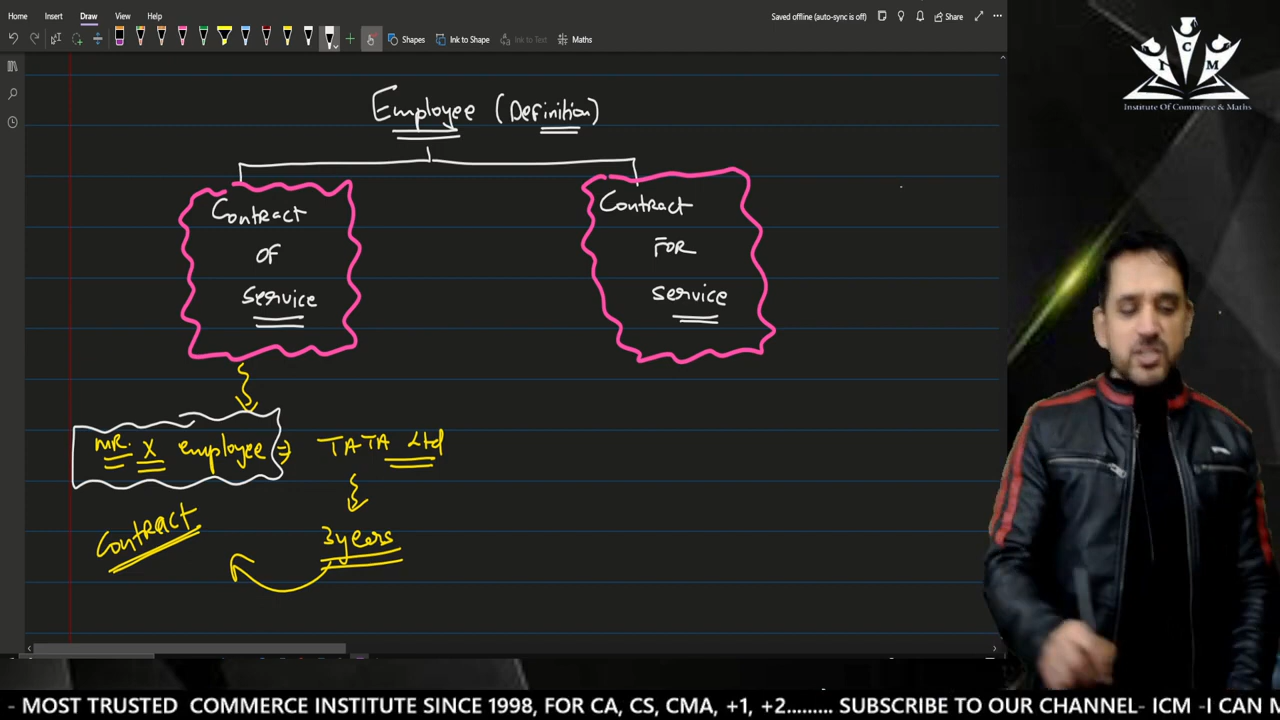 Home Insert Draw View Help
Saved offline (auto-sync is off) Share
Shapes Ink to Shape Ink to Text Maths
I C M
Institute Of Commerce & Maths
Employee (Definition)
Contract
OF
Service
Contract
FOR
Service
MR. X employee ⇒ TATA Ltd
Contract
3years
- MOST TRUSTED COMMERCE INSTITUTE SINCE 1998, FOR CA, CS, CMA, +1, +2......... SUBSCRIBE TO OUR CHANNEL- ICM -I CAN M